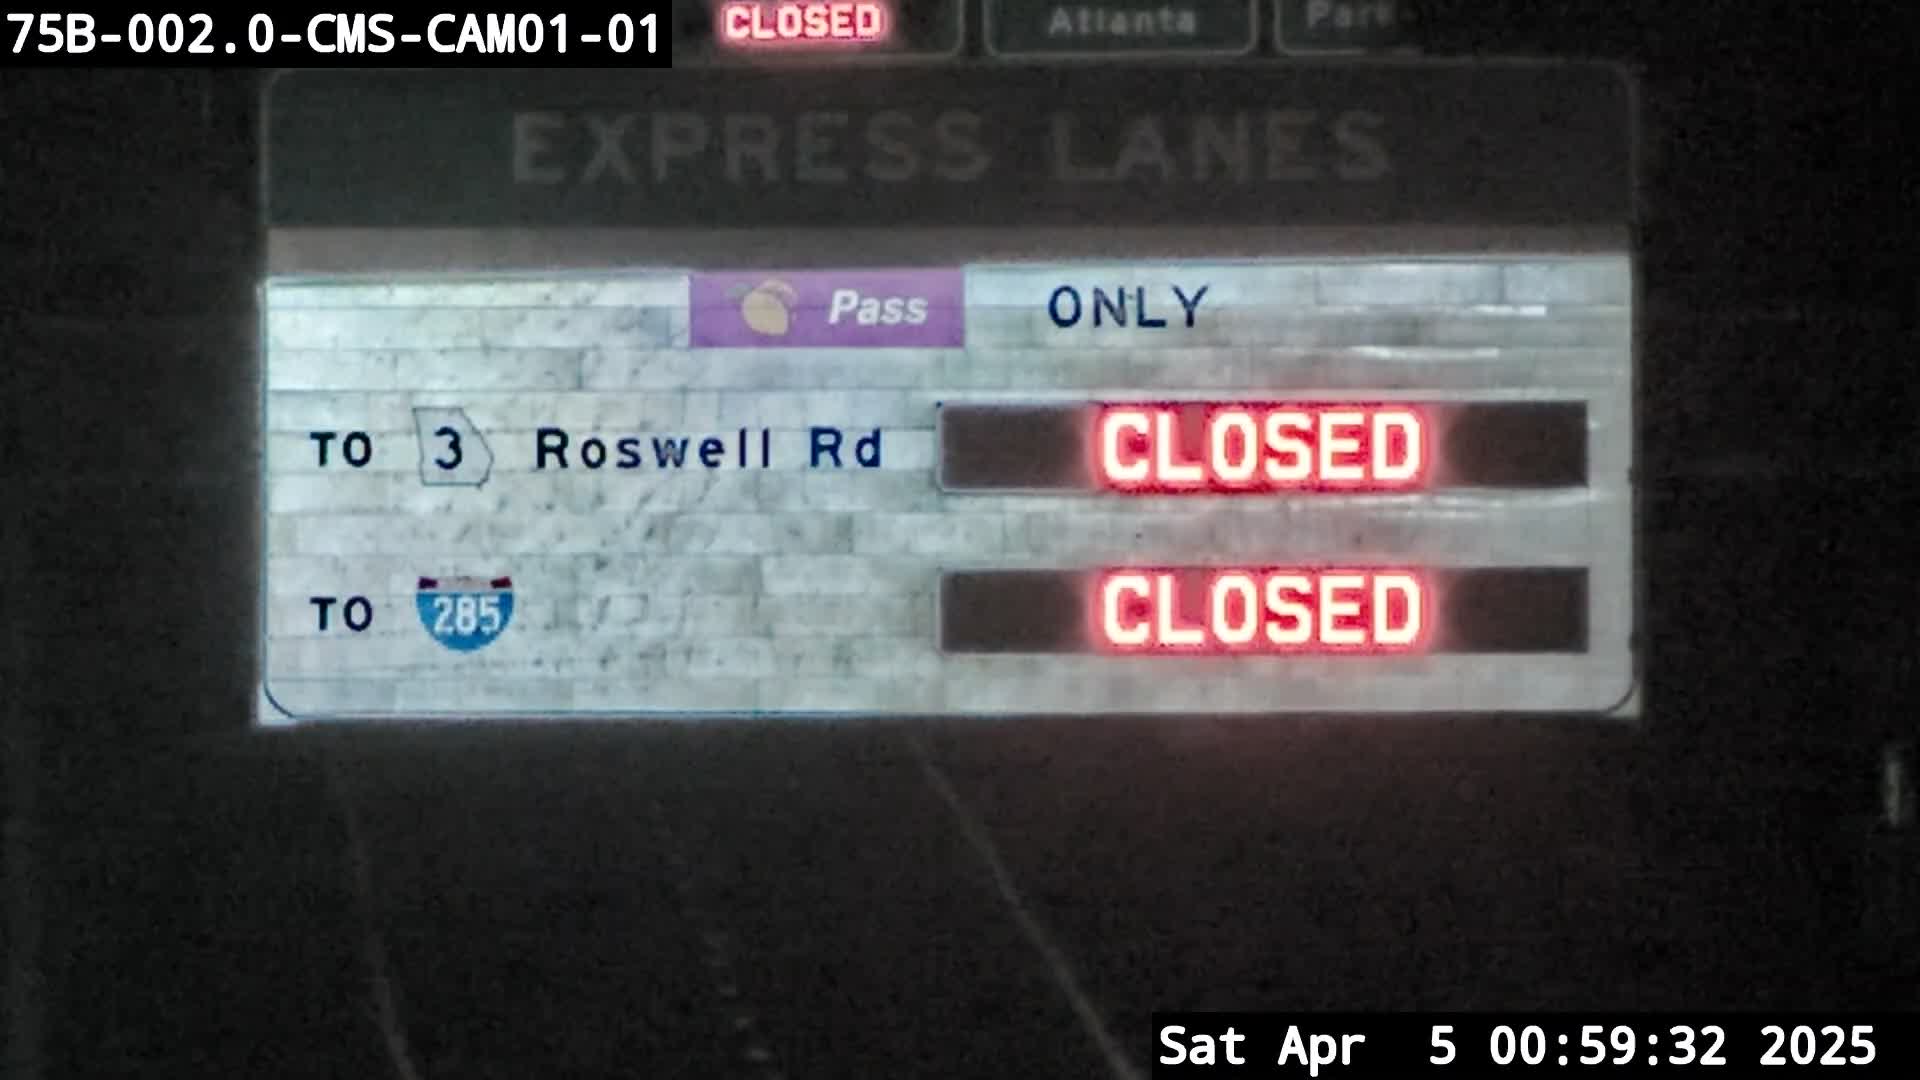 75B-002.0-CMS-CAM01-01
CLOSED
Atlanta
EXPRESS LANES
Pass ONLY
TO 3 Roswell Rd CLOSED
TO 285 CLOSED
Sat Apr 5 00:59:32 2025